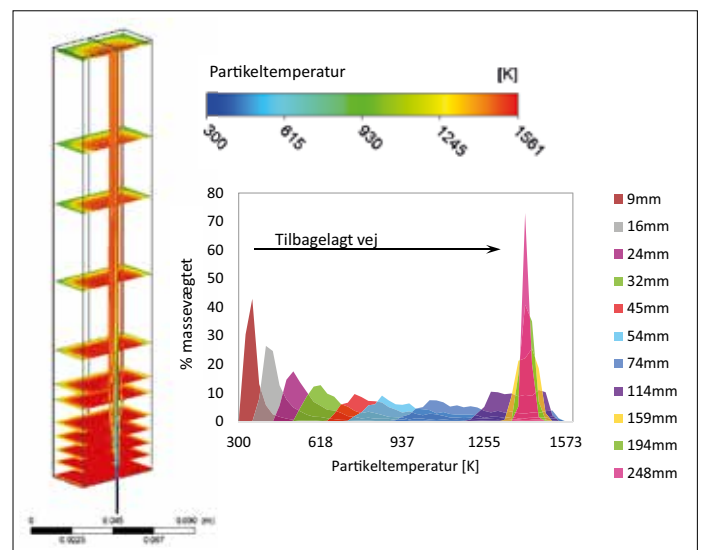 Partikeltemperatur [K]
300 615 930 1245 1561
80
70
60
50
40
30
20
10
0
% massevægtet
Tilbagelagt vej
300 618 937 1255 1573
Partikeltemperatur [K]
9mm
16mm
24mm
32mm
45mm
54mm
74mm
114mm
159mm
194mm
248mm
0 0.045 0.090 (m)
0.0225 0.067